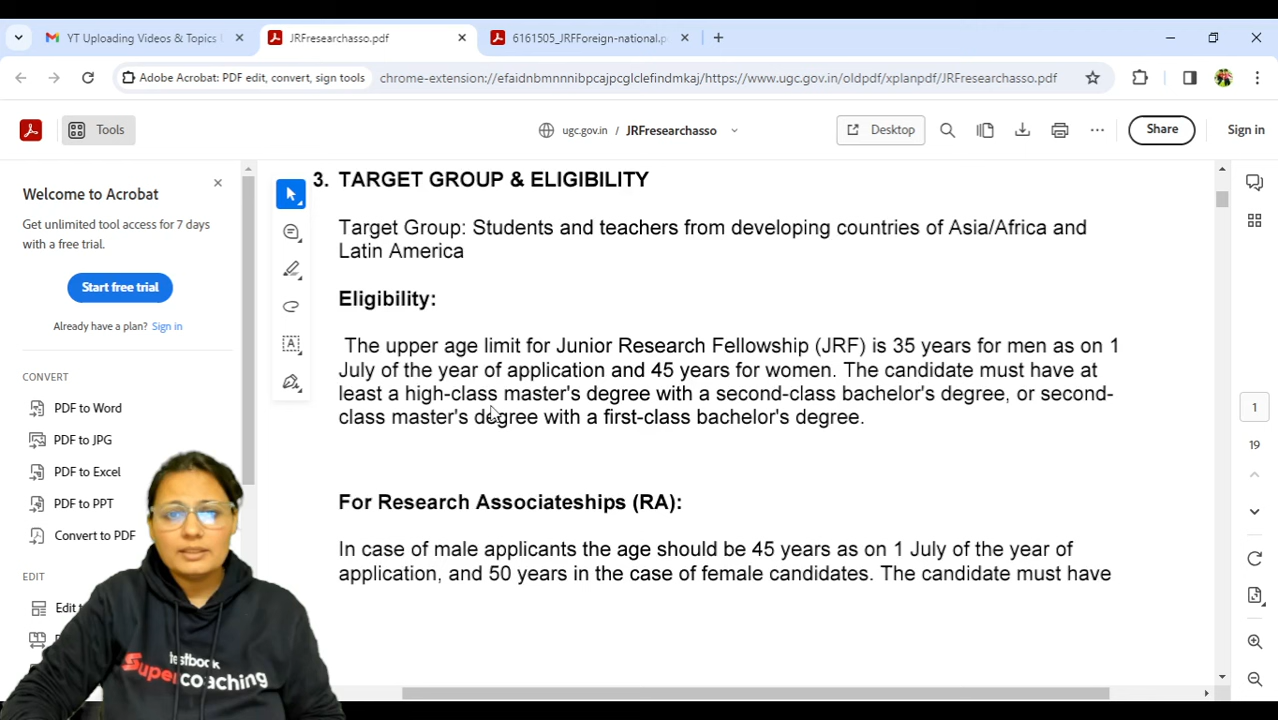 YT Uploading Videos & Topics
JRFresearchasso.pdf
6161505_JRFForeign-national.p
Adobe Acrobat: PDF edit, convert, sign tools
chrome-extension://efaidnbmnnnibpcajpcglclefindmkaj/https://www.ugc.gov.in/oldpdf/xplanpdf/JRFresearchasso.pdf
Tools
ugc.gov.in / JRFresearchasso
Desktop
Share
Sign in
Welcome to Acrobat
Get unlimited tool access for 7 days
with a free trial.
Start free trial
Already have a plan? Sign in
CONVERT
PDF to Word
PDF to JPG
PDF to Excel
PDF to PPT
Convert to PDF
EDIT
Edit
3. TARGET GROUP & ELIGIBILITY
Target Group: Students and teachers from developing countries of Asia/Africa and
Latin America
Eligibility:
The upper age limit for Junior Research Fellowship (JRF) is 35 years for men as on 1
July of the year of application and 45 years for women. The candidate must have at
least a high-class master's degree with a second-class bachelor's degree, or second-
class master's degree with a first-class bachelor's degree.
For Research Associateships (RA):
In case of male applicants the age should be 45 years as on 1 July of the year of
application, and 50 years in the case of female candidates. The candidate must have
1
19
testbook
Supercoaching